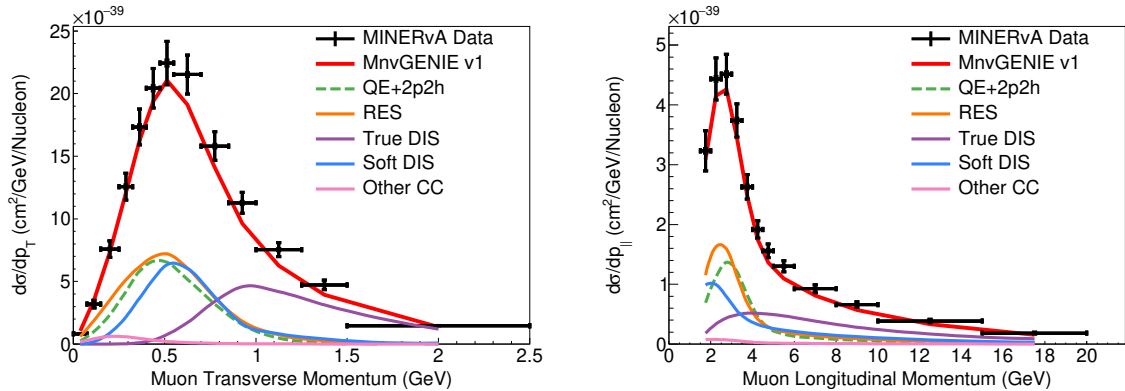 ×10⁻³⁹
25
20
15
10
5
0
dσ/dp_T (cm²/GeV/Nucleon)
MINERvA Data
MnvGENIE v1
QE+2p2h
RES
True DIS
Soft DIS
Other CC
0 0.5 1 1.5 2 2.5
Muon Transverse Momentum (GeV)
×10⁻³⁹
5
4
3
2
1
0
dσ/dp_|| (cm²/GeV/Nucleon)
MINERvA Data
MnvGENIE v1
QE+2p2h
RES
True DIS
Soft DIS
Other CC
0 2 4 6 8 10 12 14 16 18 20
Muon Longitudinal Momentum (GeV)